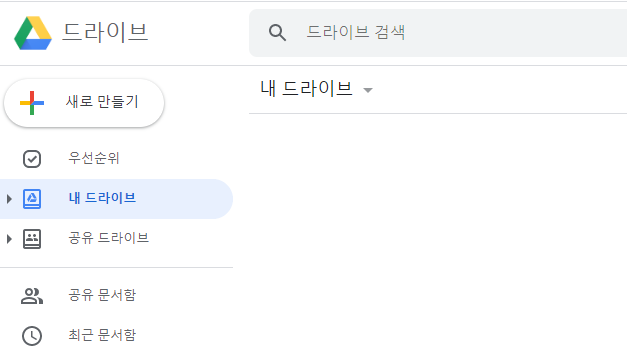 드라이브
드라이브 검색
새로 만들기
내 드라이브
우선순위
내 드라이브
공유 드라이브
공유 문서함
최근 문서함